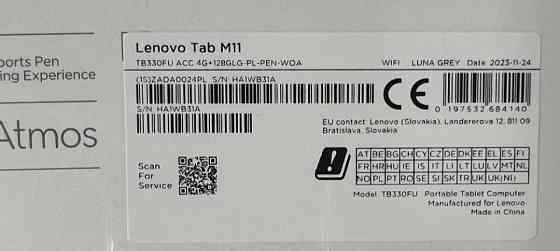 ports Pen
ng Experience
Atmos
Lenovo Tab M11
TB330FU ACC 4G+128GLG-PL-PEN-WOA WIFI LUNA GREY Date 2023-11-24
(1S)ZADA0024PL S/N HA1WB31A
S/N HA1WB31A
CE
0 197532 684140
EU contact: Lenovo (Slovakia), Landererova 12, 811 09
Bratislava, Slovakia
Scan
For
Service
AT BE BG CH CY CZ DE DK EE EL ES FI
FR HR HU IE IS IT LI LT LU LV MT NL
NO PL PT RO SE SI SK TR UK UK(NI)
Model TB330FU Portable Tablet Computer
Manufactured for Lenovo
Made in China